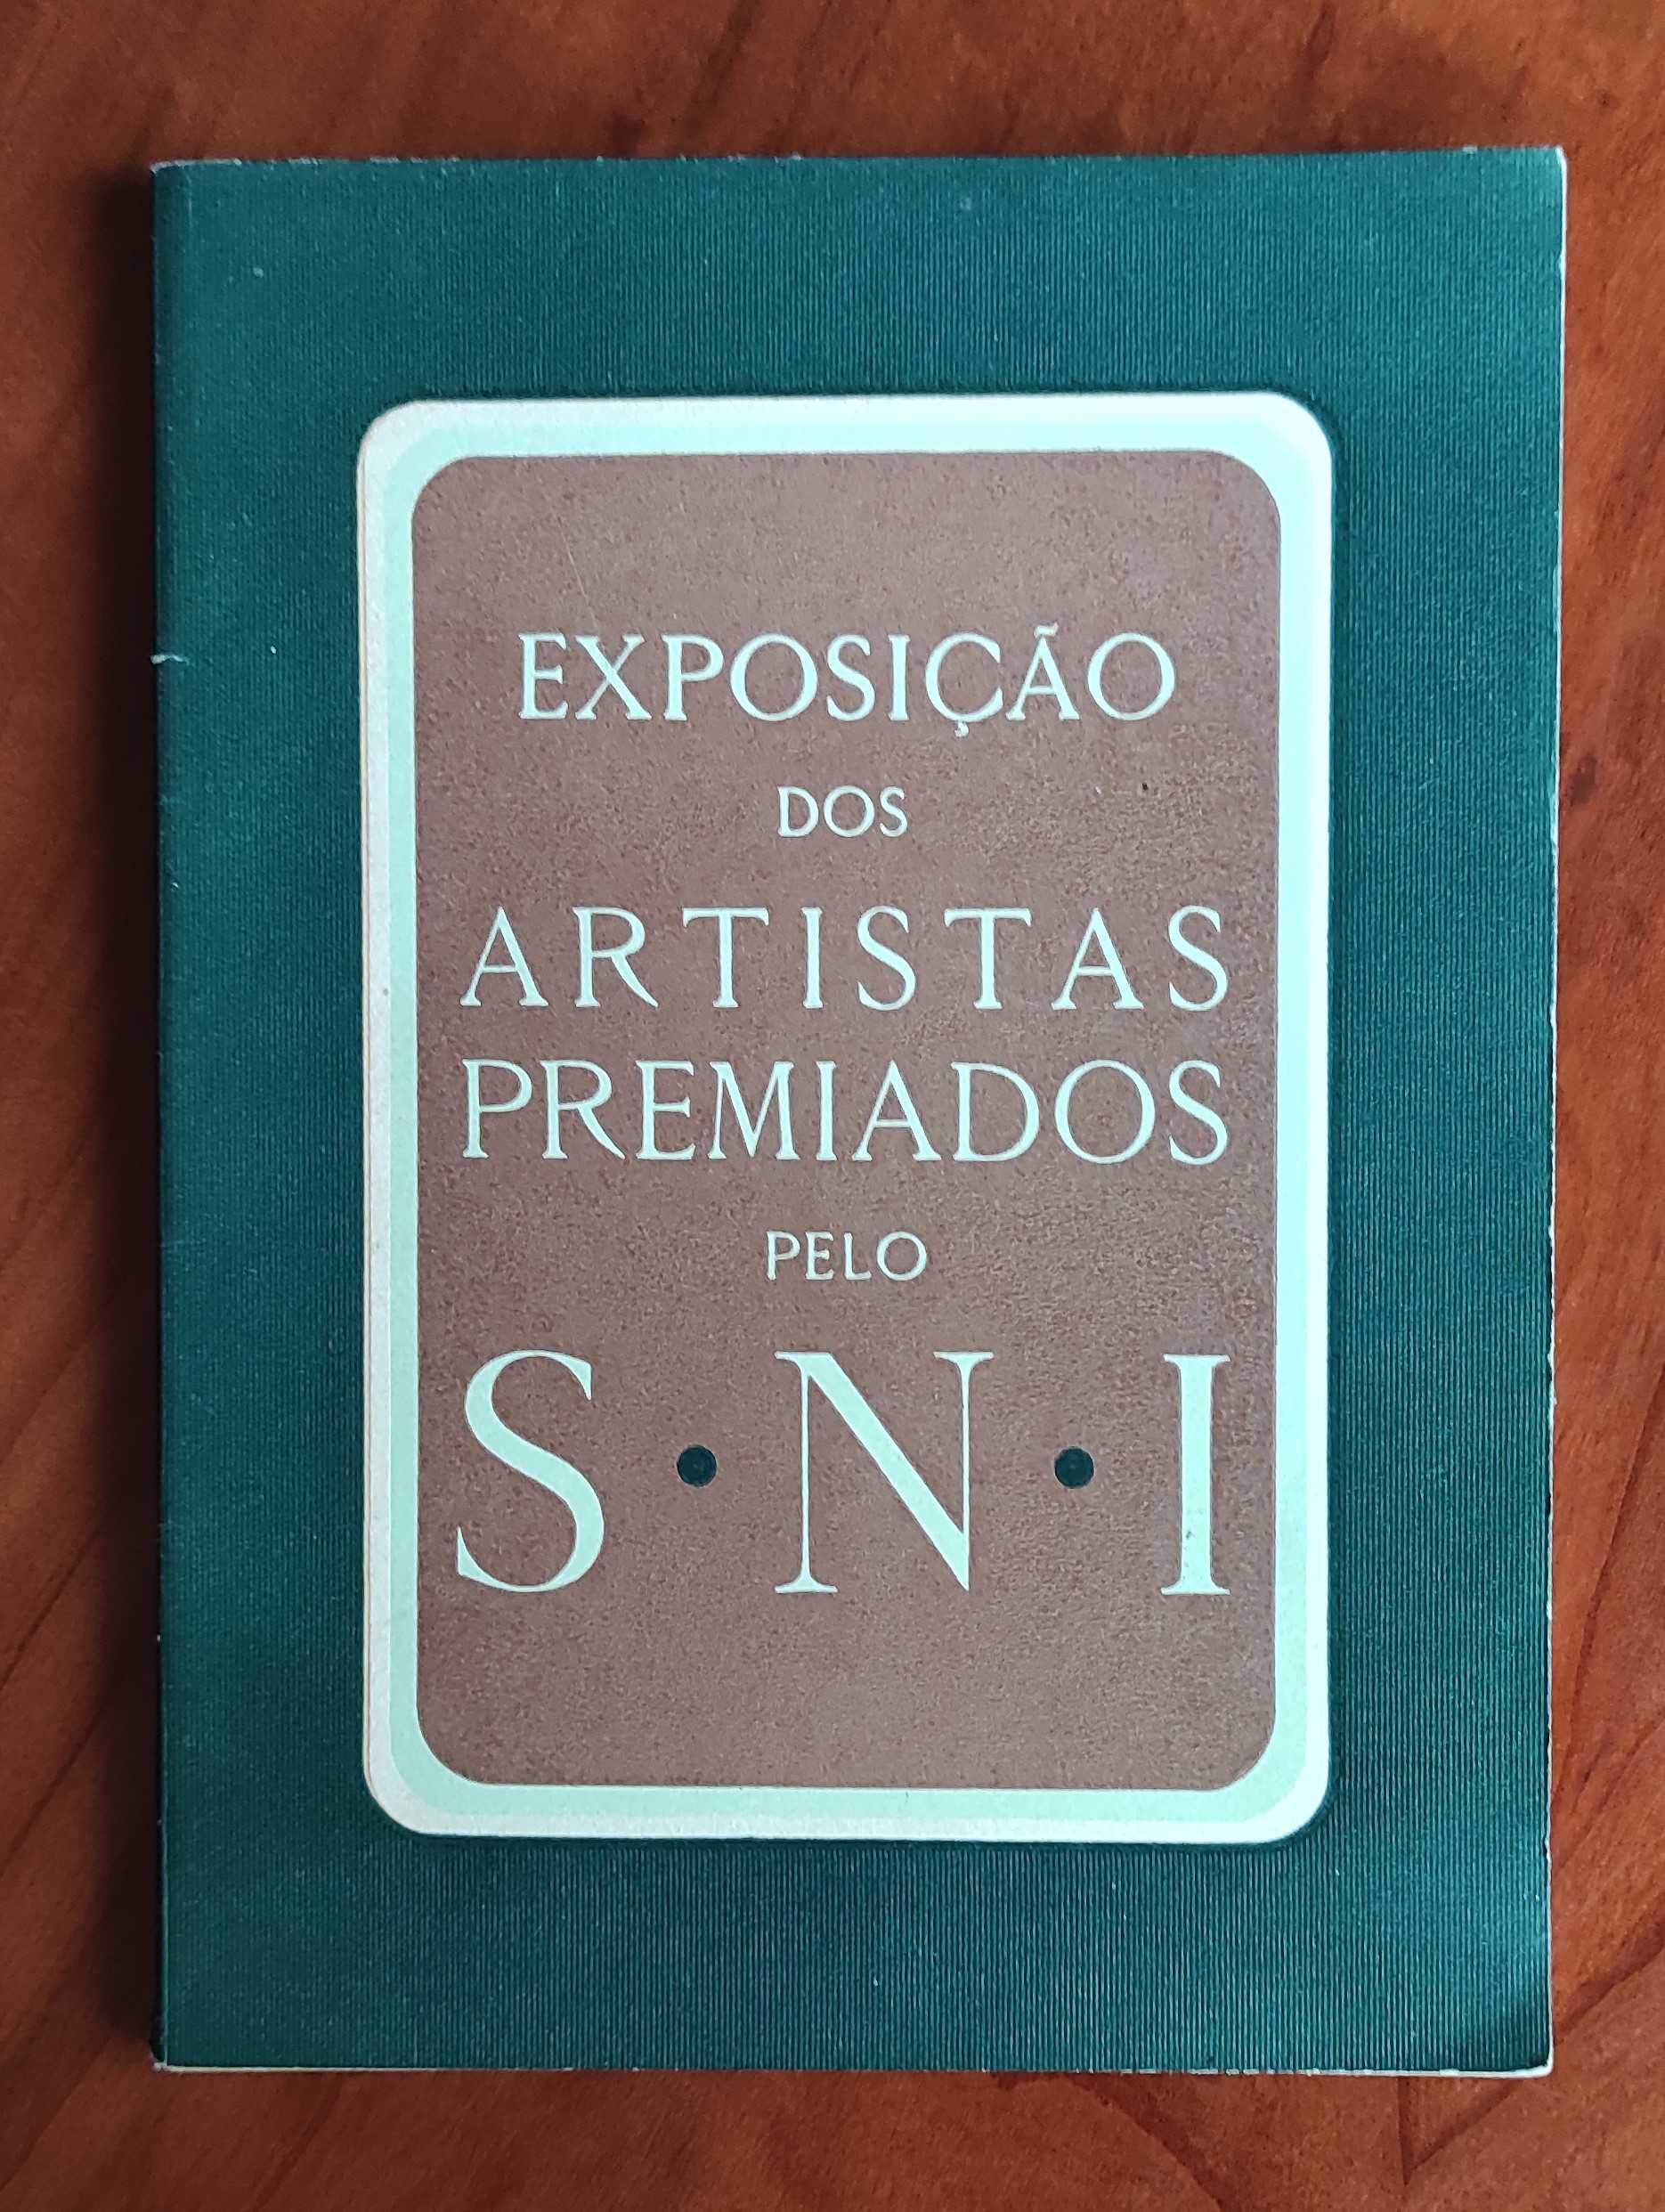 EXPOSIÇÃO
DOS
ARTISTAS
PREMIADOS
PELO
S•N•I